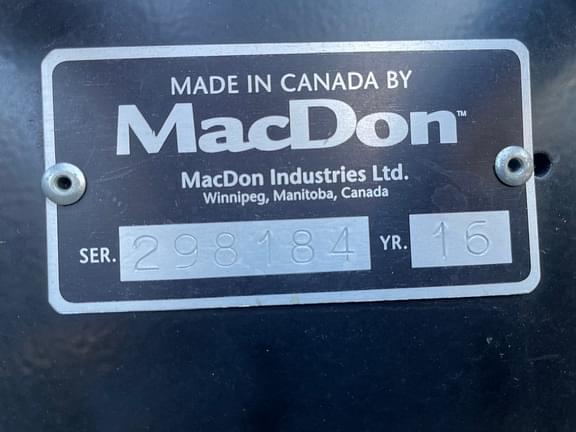 MADE IN CANADA BY
MacDon™
MacDon Industries Ltd.
Winnipeg, Manitoba, Canada
SER. 298184 YR. 16